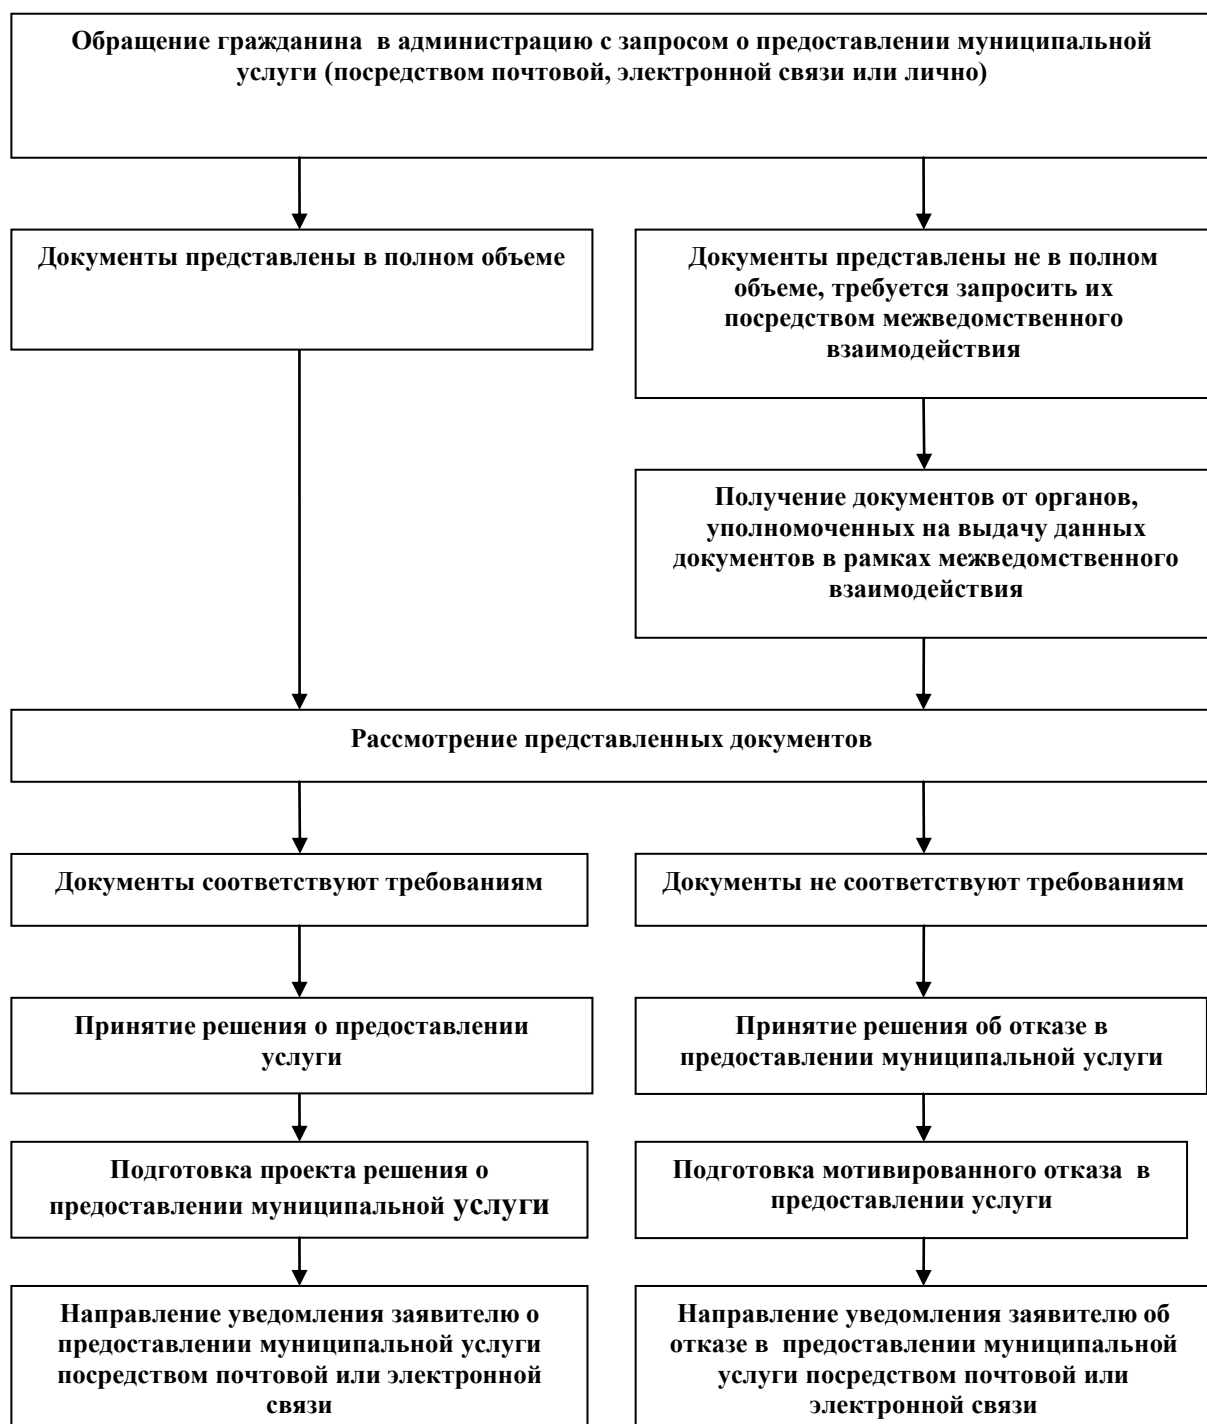 Обращение гражданина  в администрацию с запросом о предоставлении муниципальной
услуги (посредством почтовой, электронной связи или лично)
Документы представлены в полном объеме
Документы представлены не в полном
объеме, требуется запросить их
посредством межведомственного
взаимодействия
Получение документов от органов,
уполномоченных на выдачу данных
документов в рамках межведомственного
взаимодействия
Рассмотрение представленных документов
Документы соответствуют требованиям
Документы не соответствуют требованиям
Принятие решения о предоставлении
услуги
Принятие решения об отказе в
предоставлении муниципальной услуги
Подготовка проекта решения о
предоставлении муниципальной услуги
Подготовка мотивированного отказа  в
предоставлении услуги
Направление уведомления заявителю о
предоставлении муниципальной услуги
посредством почтовой или электронной
связи
Направление уведомления заявителю об
отказе в  предоставлении муниципальной
услуги посредством почтовой или
электронной связи